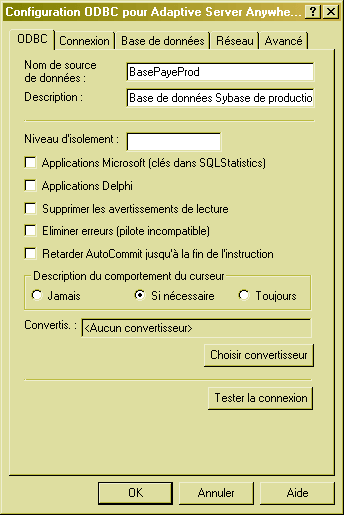 Configuration ODBC pour Adaptive Server Anywhe...
ODBC Connexion Base de données Réseau Avancé
Nom de source
de données :
BasePayeProd
Description :
Base de données Sybase de productio
Niveau d'isolement :
Applications Microsoft (clés dans SQLStatistics)
Applications Delphi
Supprimer les avertissements de lecture
Eliminer erreurs (pilote incompatible)
Retarder AutoCommit jusqu'à la fin de l'instruction
Description du comportement du curseur
Jamais Si nécessaire Toujours
Convertis. : <Aucun convertisseur>
Choisir convertisseur
Tester la connexion
OK Annuler Aide